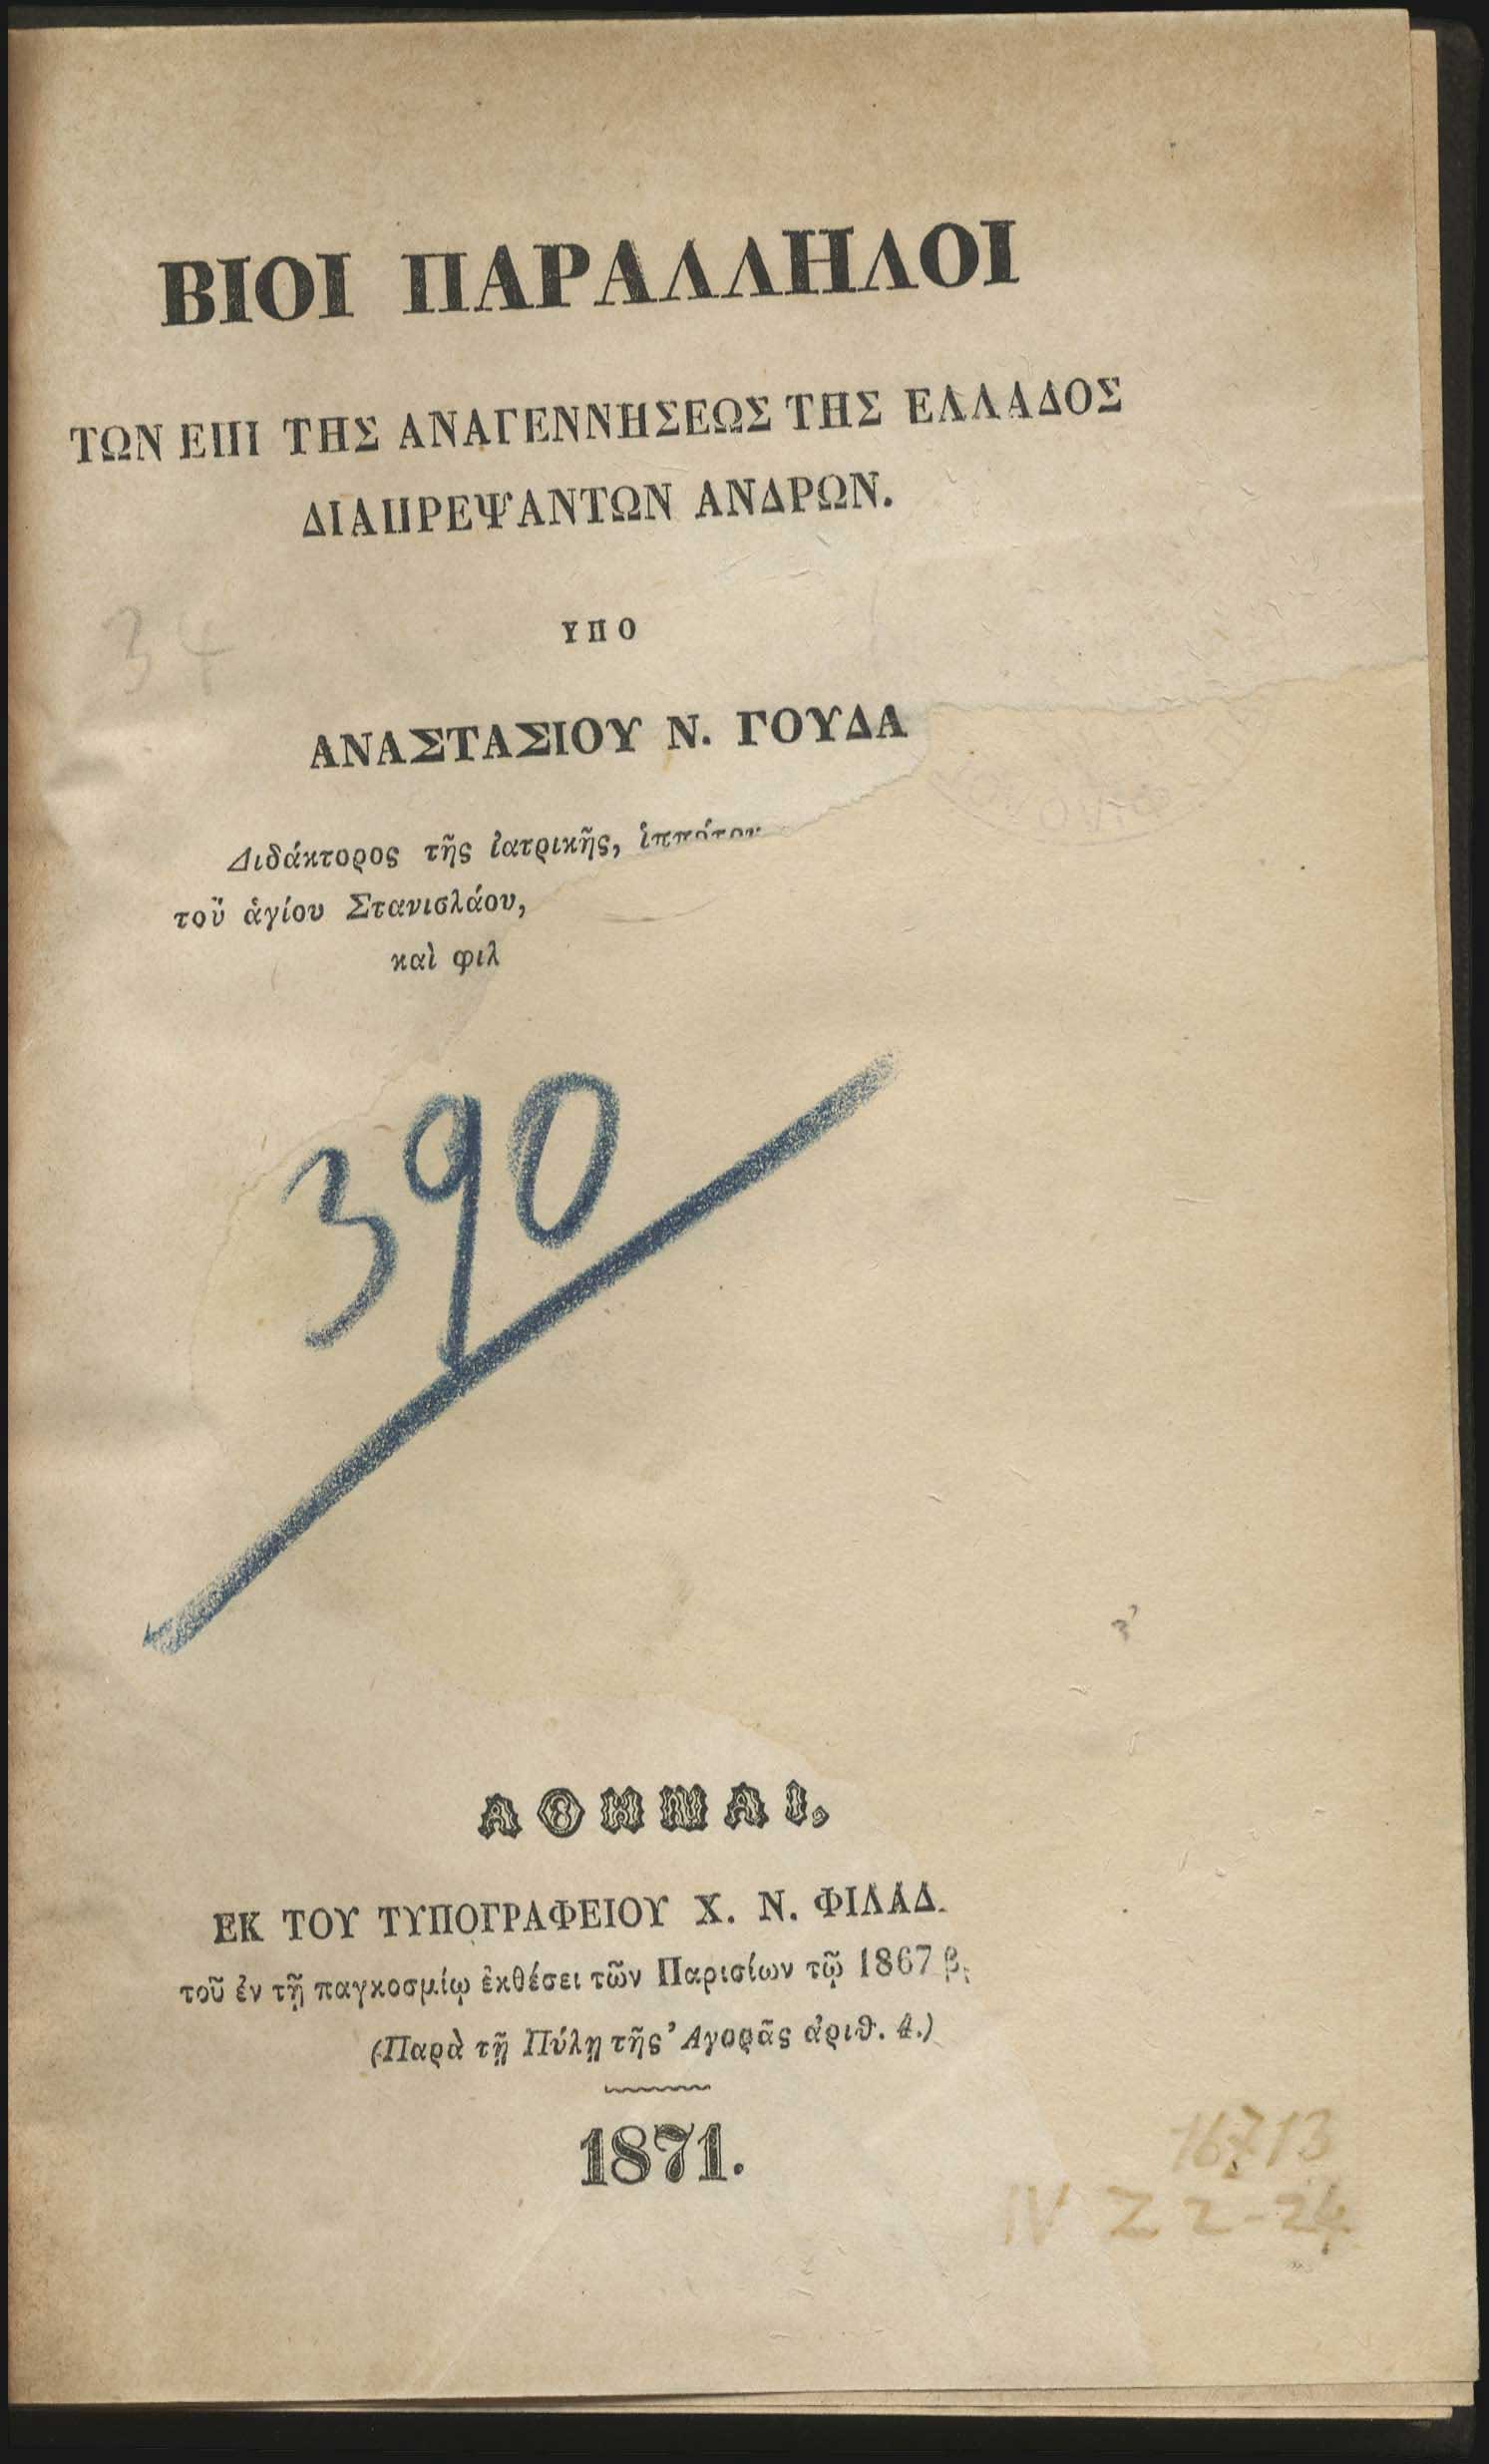 ΒΙΟΙ ΠΑΡΑΛΛΗΛΟΙ
ΤΩΝ ΕΠΙ ΤΗΣ ΑΝΑΓΕΝΝΗΣΕΩΣ ΤΗΣ ΕΛΛΑΔΟΣ
ΔΙΑΠΡΕΨΑΝΤΩΝ ΑΝΔΡΩΝ.
34
ΥΠΟ
ΑΝΑΣΤΑΣΙΟΥ Ν. ΓΟΥΔΑ
Διδάκτορος τῆς ἰατρικῆς, ἱππότου
τοῦ ἁγίου Στανισλάου,
καὶ φιλ
390
ΑΘΗΝΑΙ,
ΕΚ ΤΟΥ ΤΥΠΟΓΡΑΦΕΙΟΥ Χ. Ν. ΦΙΛΑΔ
τοῦ ἐν τῇ παγκοσμίῳ ἐκθέσει τῶν Παρισίων τῷ 1867 β
(Παρὰ τῇ Πύλῃ τῆς Ἀγορᾶς ἀριθ. 4.)
1871.
16713
IV Z 2-24